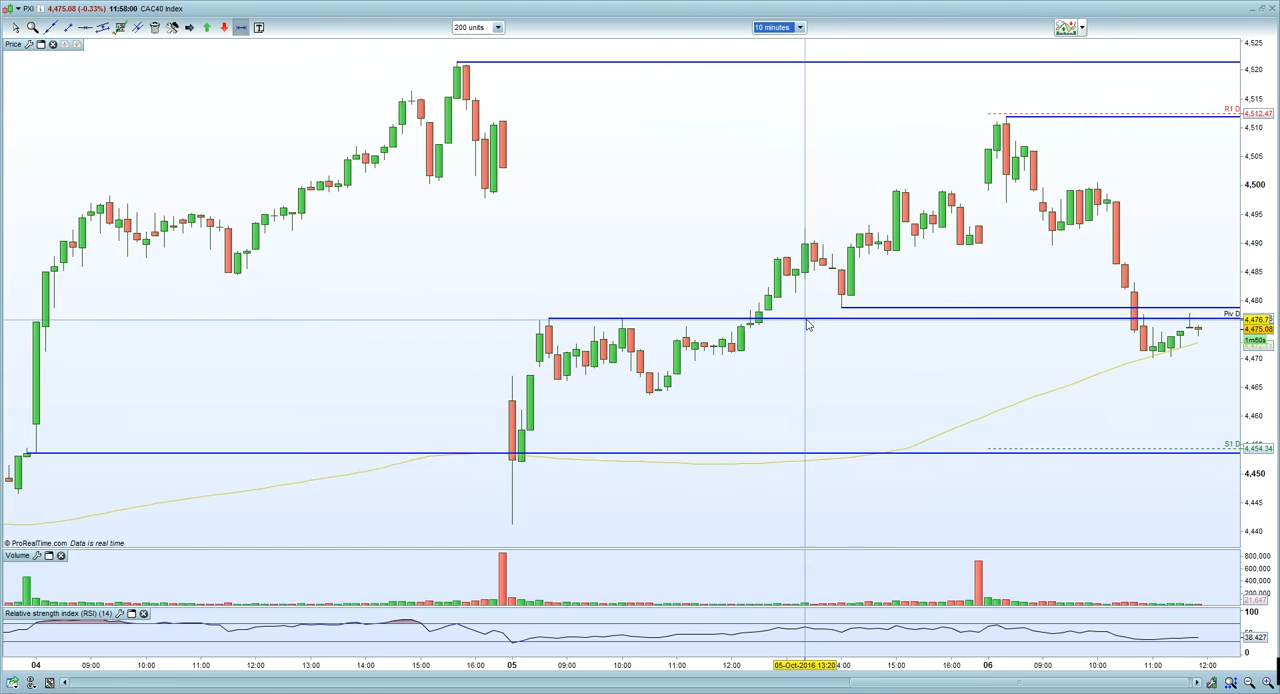 PXI 4,475.08 (-0.33%) 11:58:00 CAC40 Index
200 units
10 minutes
Price
4,525
4,520
4,515
R1 D
4,512.47
4,510
4,505
4,500
4,495
4,490
4,485
4,480
Piv D
4,476.73
4,475.08
1m50s
4,470
4,465
4,460
S1 D
4,454.34
4,450
4,445
4,440
© ProRealTime.com Data is real time
Volume
800,000
600,000
400,000
200,000
21,647
Relative strength index (RSI) (14)
100
38.427
0
04 09:00 10:00 11:00 12:00 13:00 14:00 15:00 16:00 05 09:00 10:00 11:00 12:00 05-Oct-2016 13:20 4:00 15:00 16:00 06 09:00 10:00 11:00 12:00